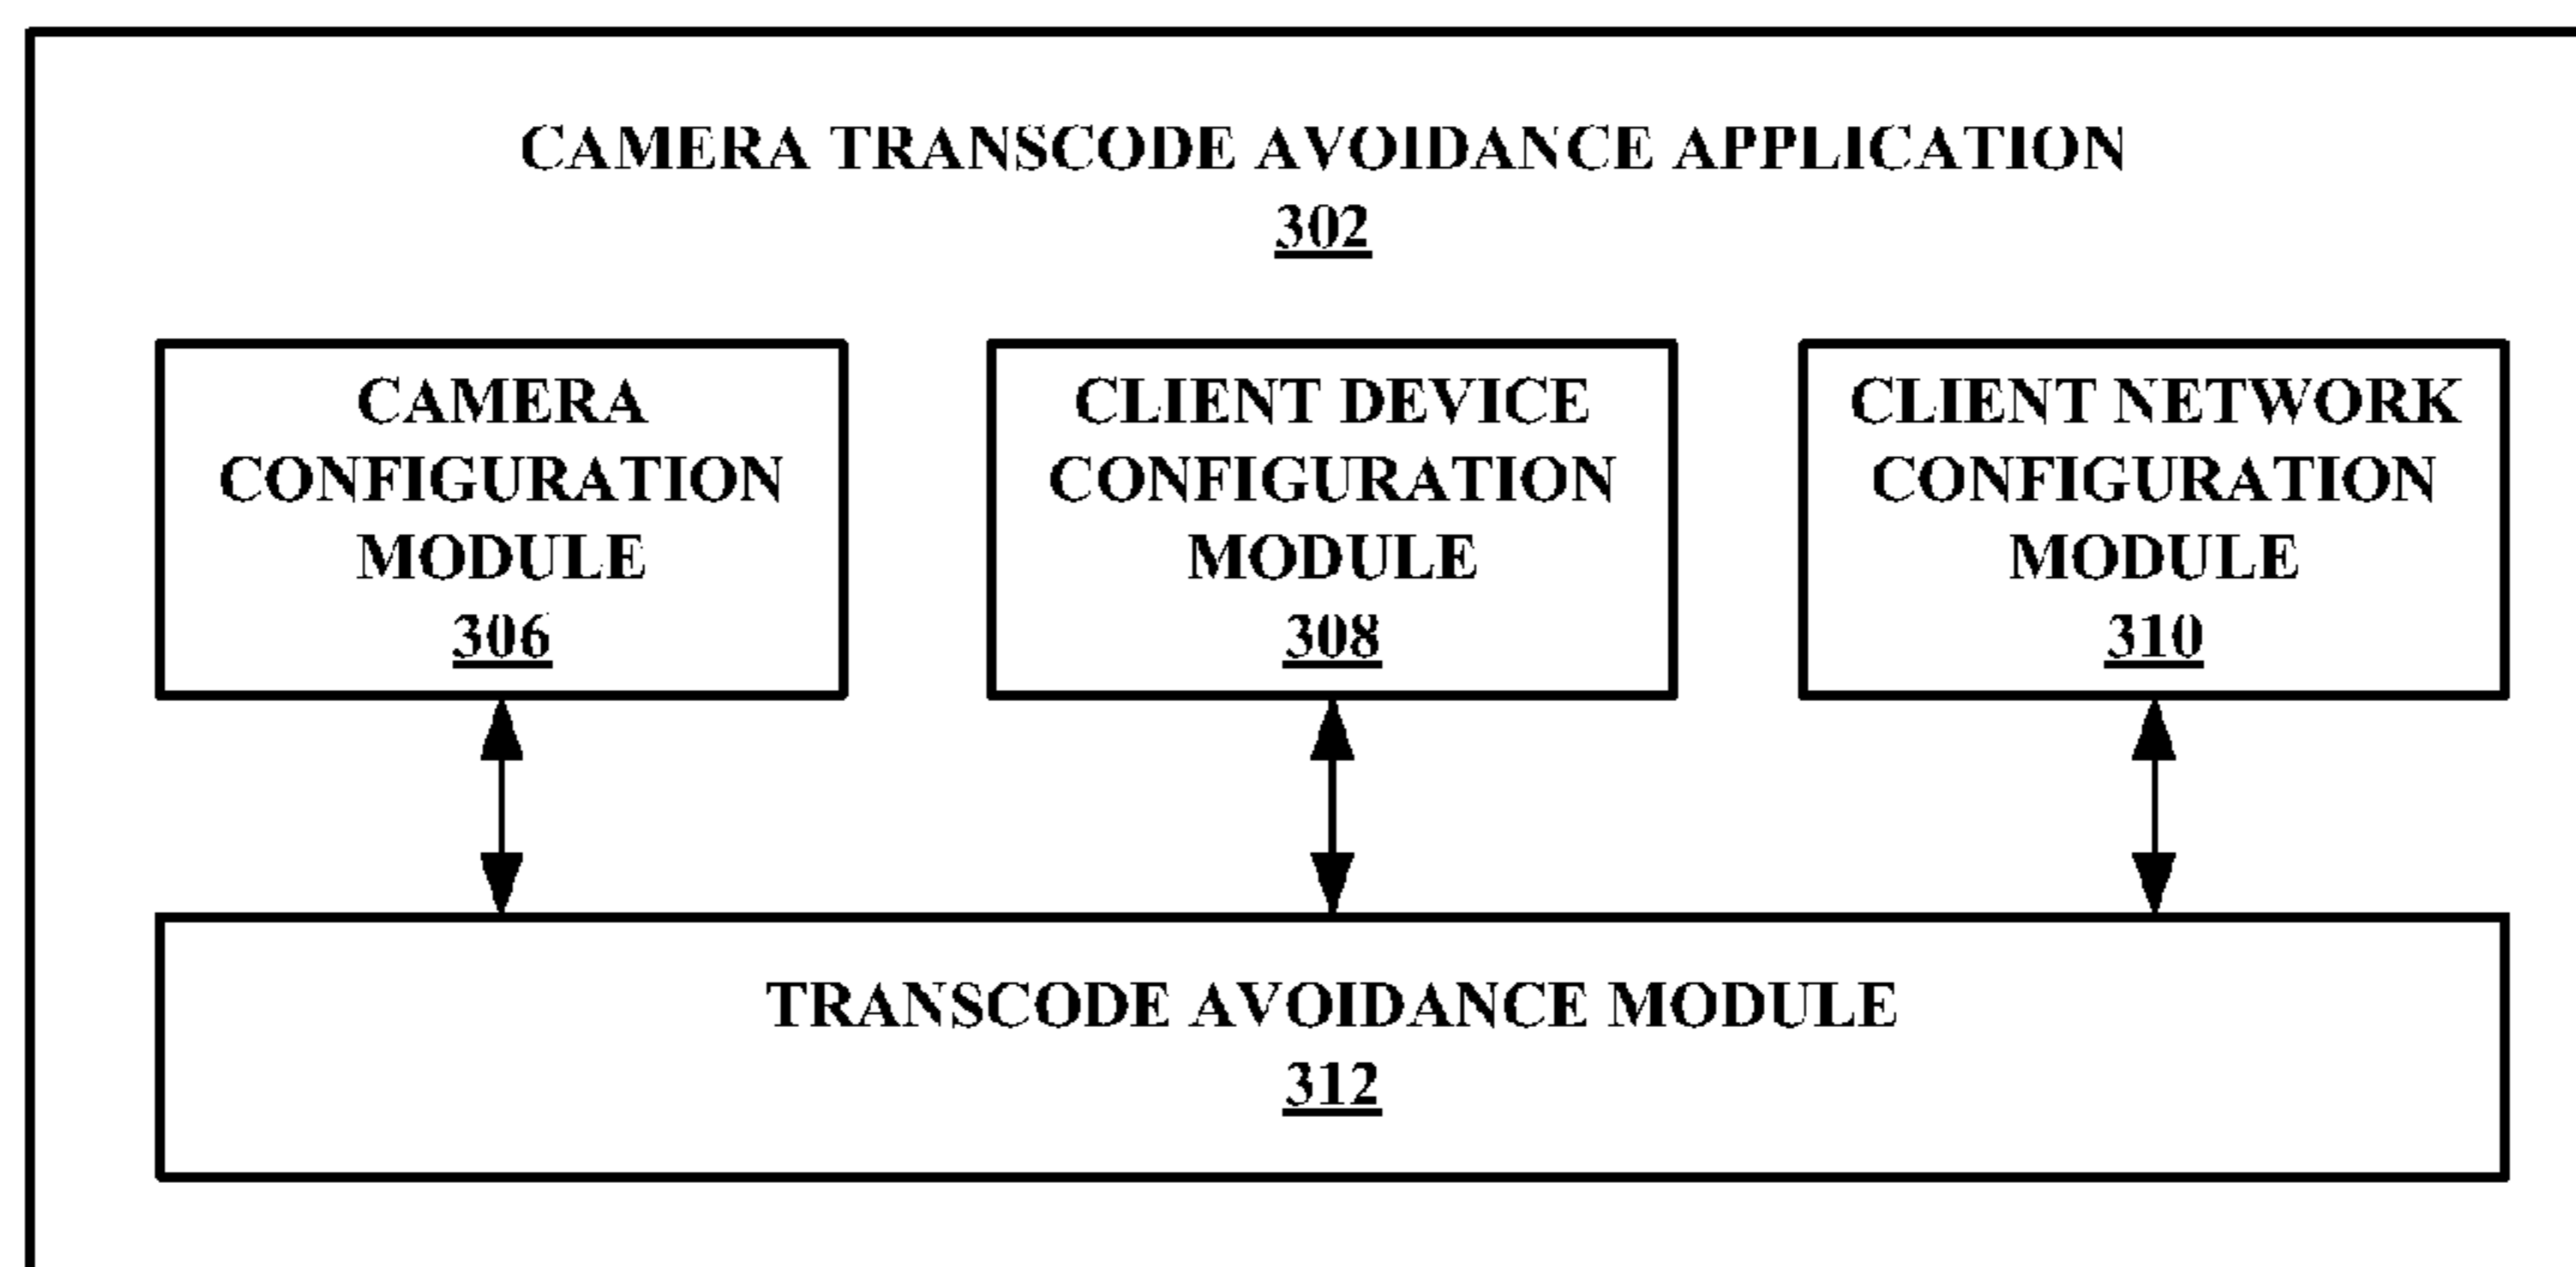 CAMERA TRANSCODE AVOIDANCE APPLICATION
302
CAMERA
CONFIGURATION
MODULE
306
CLIENT DEVICE
CONFIGURATION
MODULE
308
CLIENT NETWORK
CONFIGURATION
MODULE
310
TRANSCODE AVOIDANCE MODULE
312